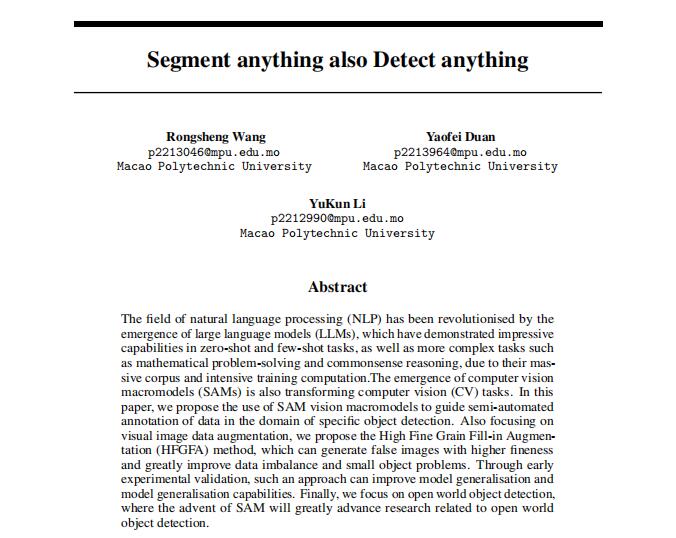 Segment anything also Detect anything
Rongsheng Wang
p2213046@mpu.edu.mo
Macao Polytechnic University
Yaofei Duan
p2213964@mpu.edu.mo
Macao Polytechnic University
YuKun Li
p2212990@mpu.edu.mo
Macao Polytechnic University
Abstract
The field of natural language processing (NLP) has been revolutionised by the
emergence of large language models (LLMs), which have demonstrated impressive
capabilities in zero-shot and few-shot tasks, as well as more complex tasks such
as mathematical problem-solving and commonsense reasoning, due to their mas-
sive corpus and intensive training computation.The emergence of computer vision
macromodels (SAMs) is also transforming computer vision (CV) tasks. In this
paper, we propose the use of SAM vision macromodels to guide semi-automated
annotation of data in the domain of specific object detection. Also focusing on
visual image data augmentation, we propose the High Fine Grain Fill-in Augmen-
tation (HFGFA) method, which can generate false images with higher fineness
and greatly improve data imbalance and small object problems. Through early
experimental validation, such an approach can improve model generalisation and
model generalisation capabilities. Finally, we focus on open world object detection,
where the advent of SAM will greatly advance research related to open world
object detection.